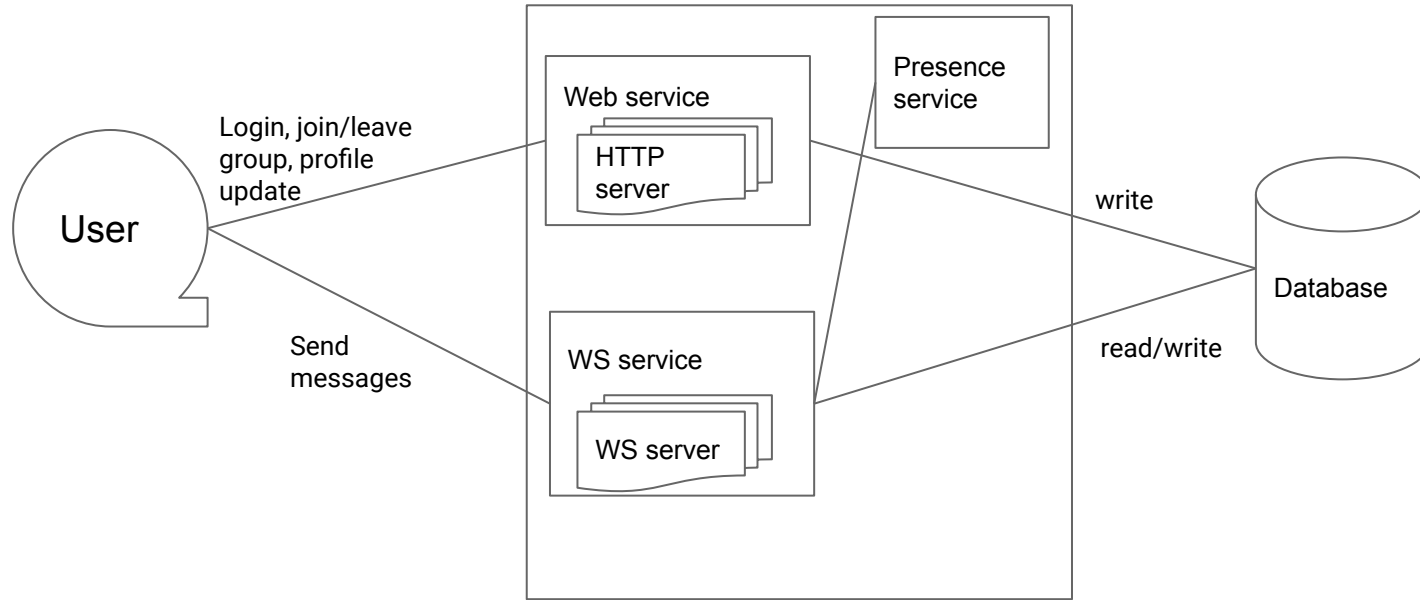 User
Login, join/leave
group, profile
update
Send
messages
Web service
HTTP
server
WS service
WS server
Presence
service
write
read/write
Database